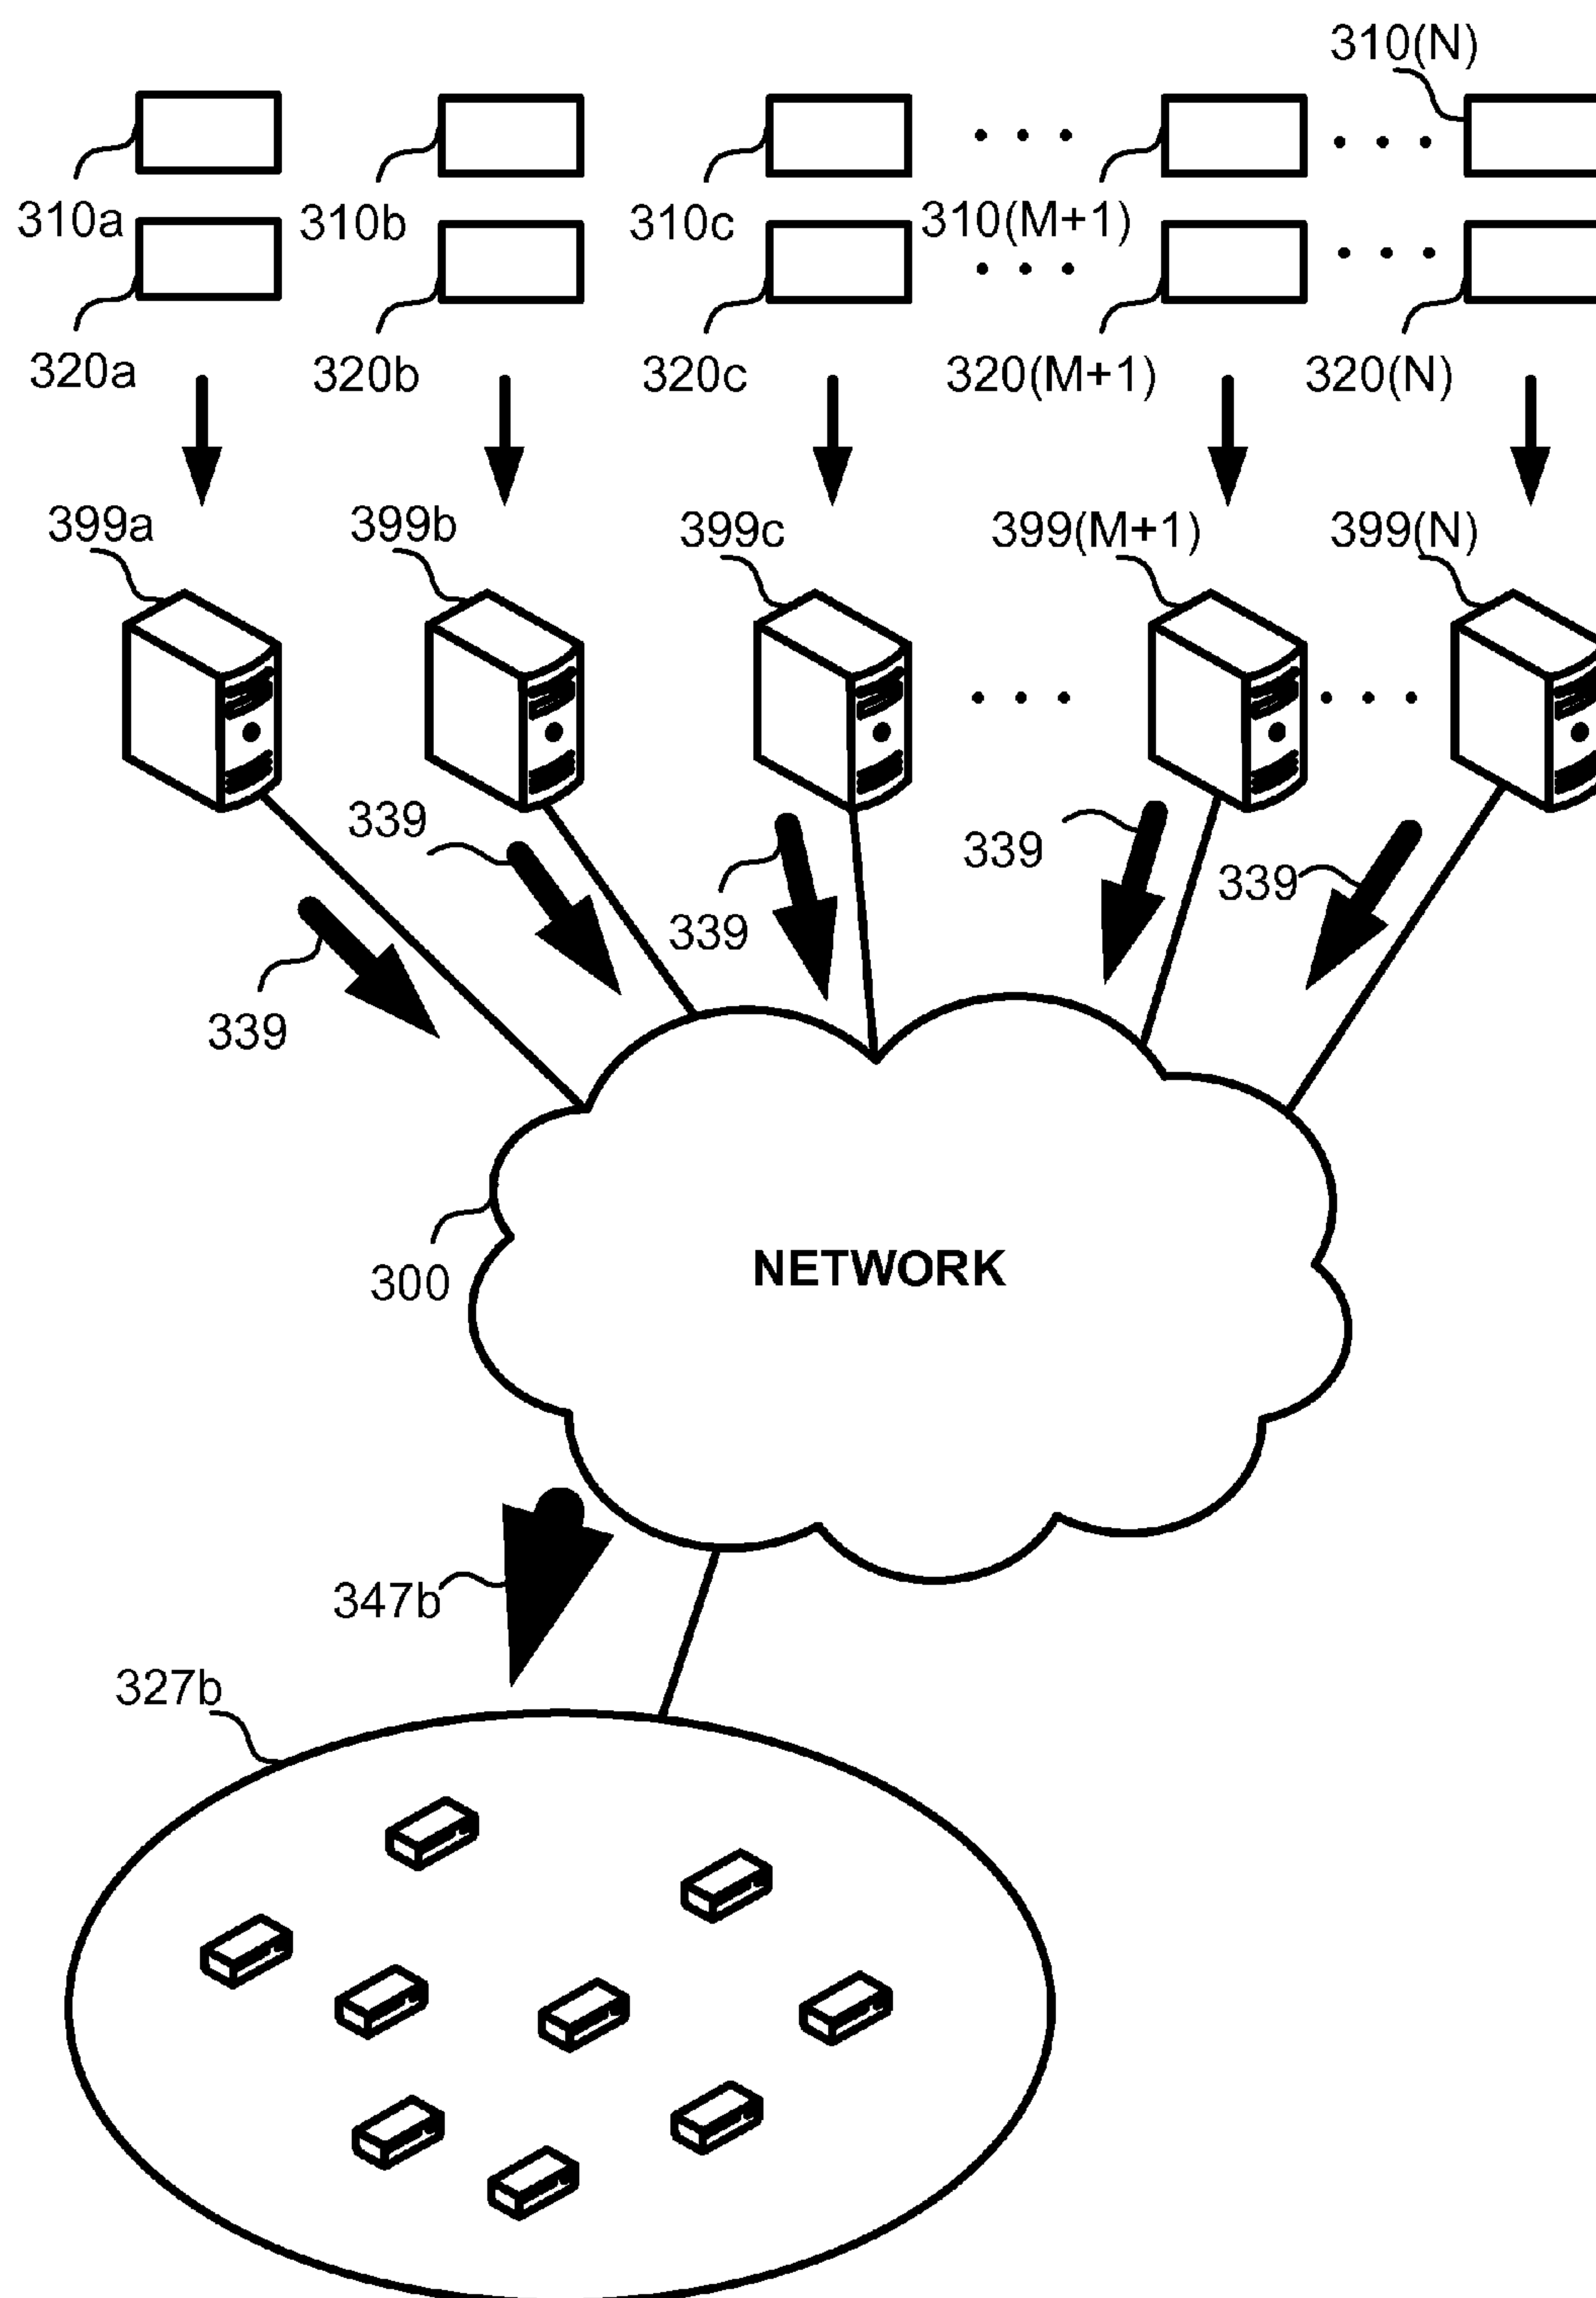 310(N)
310a 310b 310c 310(M+1)
320a 320b 320c 320(M+1) 320(N)
399a 399b 399c 399(M+1) 399(N)
339 339 339 339 339
NETWORK
300
347b
327b